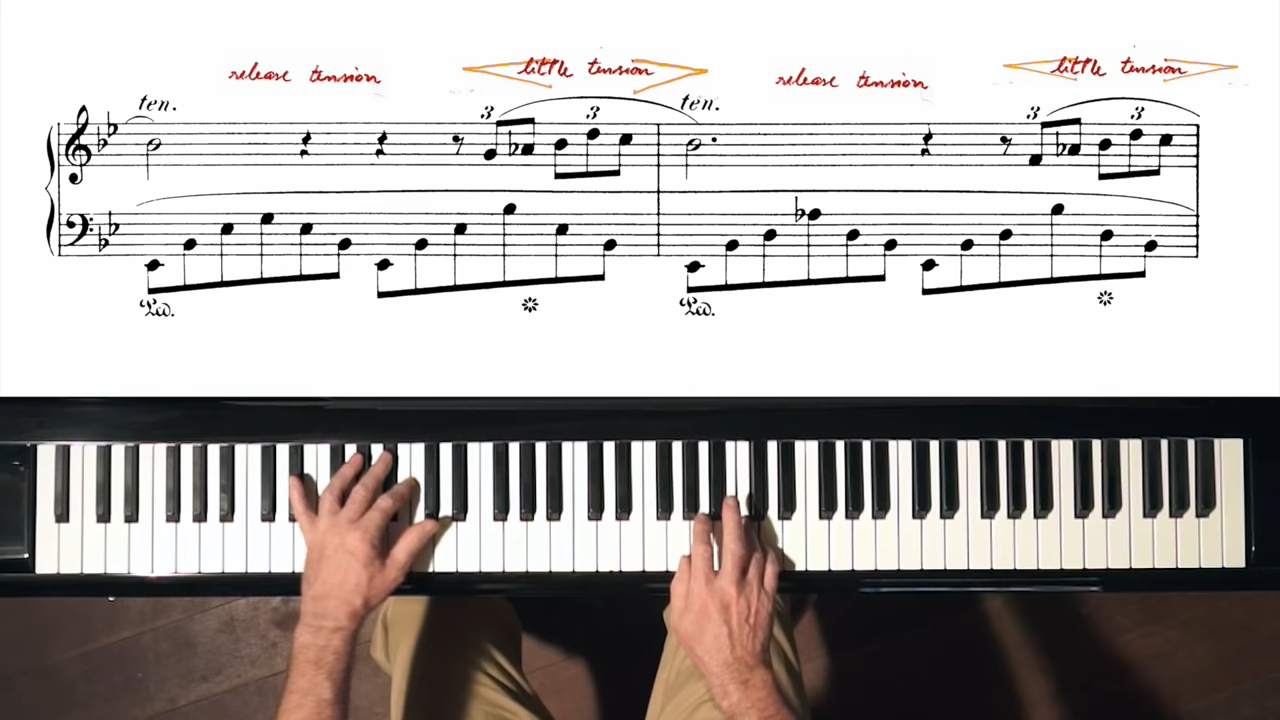 release tension little tension release tension little tension
ten. 3 3 ten. 3 3
Ped. Ped.